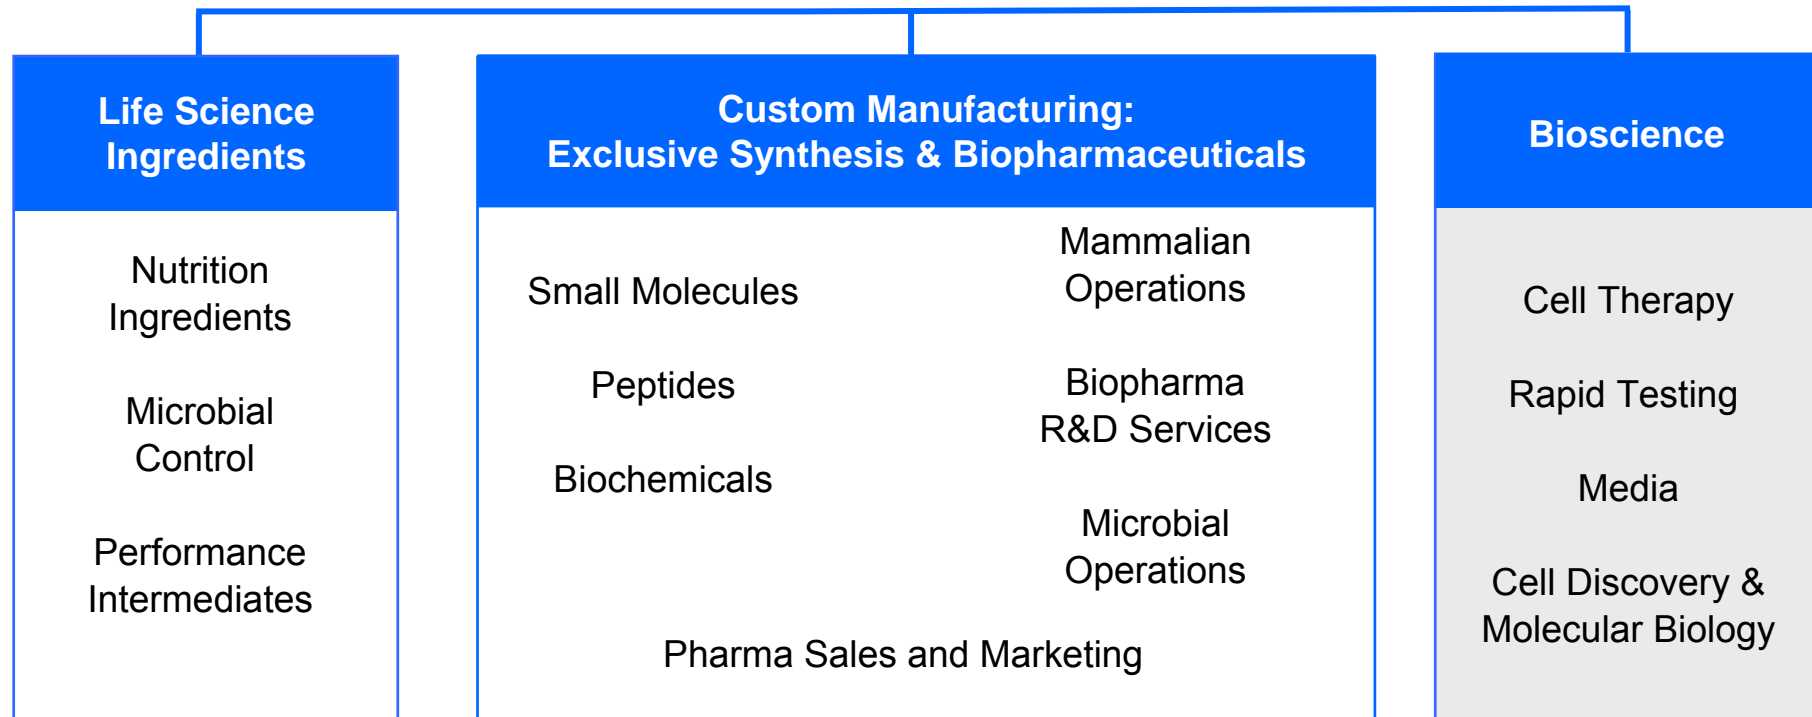 Life Science
Ingredients
Nutrition
Ingredients
Microbial
Control
Performance
Intermediates
Custom Manufacturing:
Exclusive Synthesis & Biopharmaceuticals
Small Molecules
Peptides
Biochemicals
Mammalian
Operations
Biopharma
R&D Services
Microbial
Operations
Pharma Sales and Marketing
Bioscience
Cell Therapy
Rapid Testing
Media
Cell Discovery &
Molecular Biology